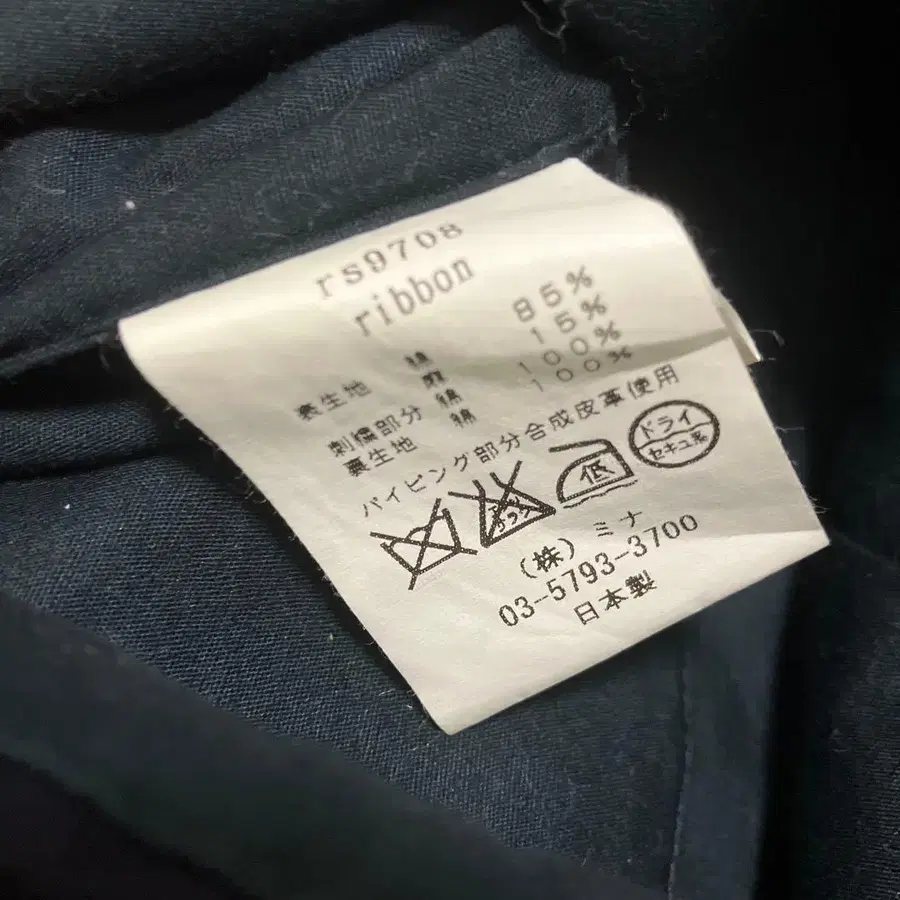 rs9708
ribbon
表生地 綿 85%
麻 15%
刺繍部分 綿 100%
裏生地 綿 100%
パイピング部分合成皮革使用
低
ドライ
セキユ系
(株) ミナ
03-5793-3700
日本製